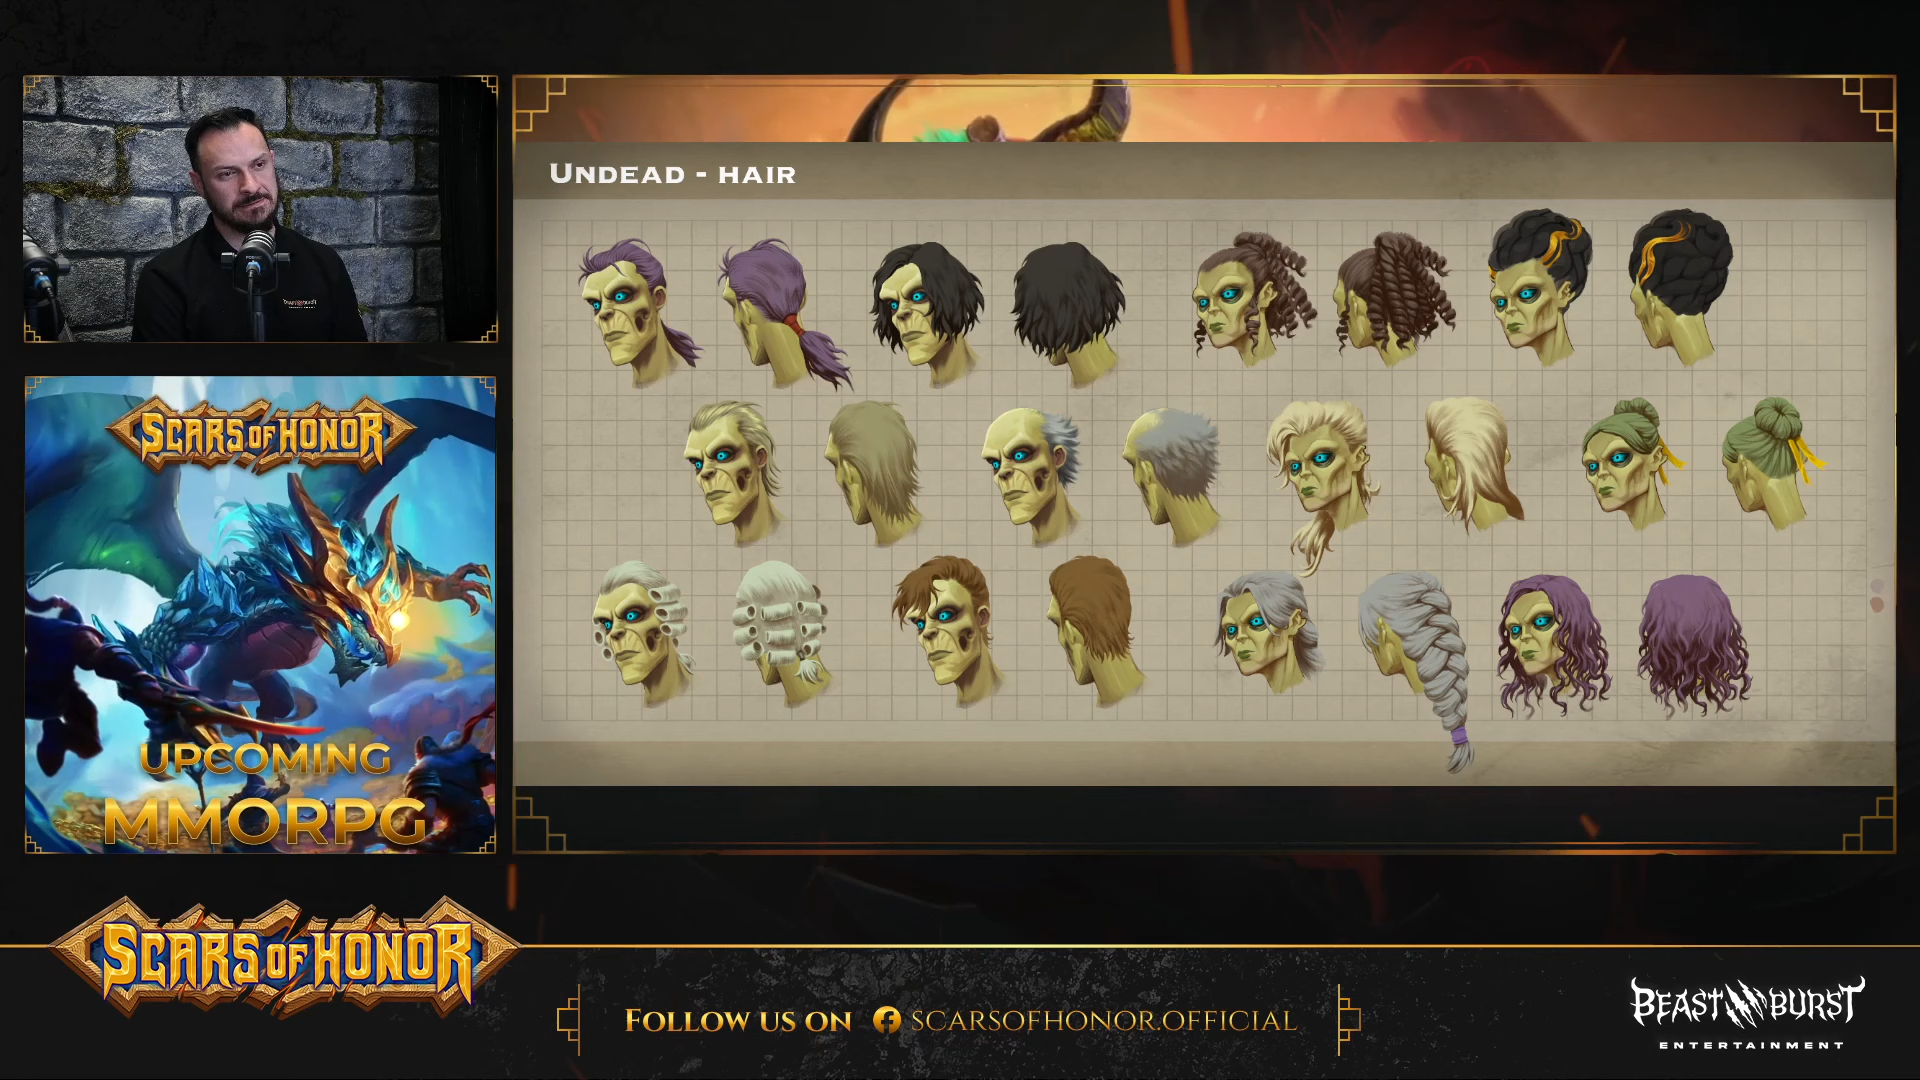 UNDEAD - HAIR
SCARS OF HONOR
UPCOMING
MMORPG
SCARS OF HONOR
FOLLOW US ON SCARSOFHONOR.OFFICIAL
BEAST BURST
ENTERTAINMENT